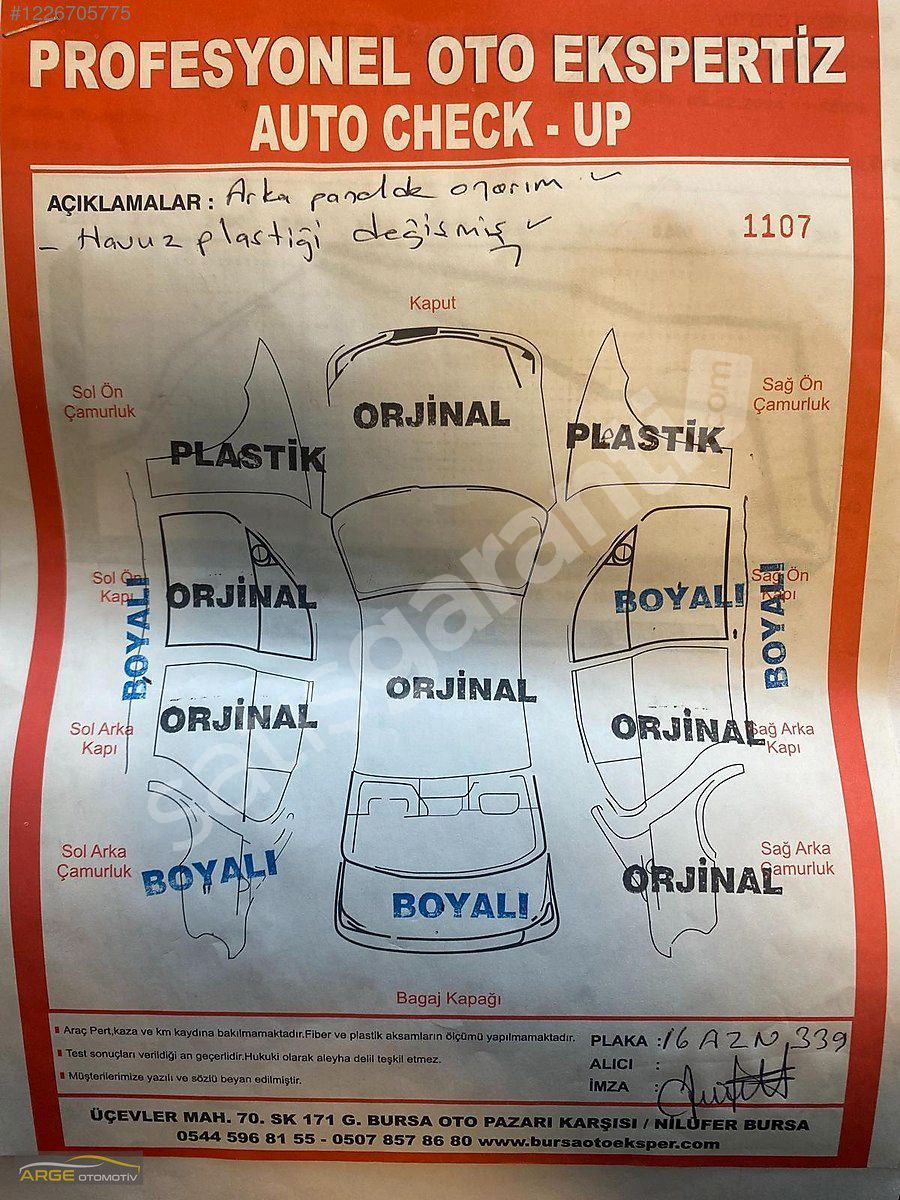 #1226705775
PROFESYONEL OTO EKSPERTİZ
AUTO CHECK - UP
AÇIKLAMALAR : Arka panelde onarım ✓
- Havuz plastiği değişmiş ✓
1107
Kaput
Sol Ön
Çamurluk
Sağ Ön
Çamurluk
ORJİNAL
PLASTİK
PLASTİK
Sol Ön
Kapı
BOYALI
ORJİNAL
BOYALI
Sağ Ön
Kapı
BOYALI
ORJİNAL
ORJİNAL
ORJİNAL
Sol Arka
Kapı
Sağ Arka
Kapı
Sol Arka
Çamurluk
Sağ Arka
Çamurluk
BOYALI
BOYALI
ORJİNAL
Bagaj Kapağı
Araç Pert,kaza ve km kaydına bakılmamaktadır.Fiber ve plastik aksamların ölçümü yapılmamaktadır.
Test sonuçları verildiği an geçerlidir.Hukuki olarak aleyha delil teşkil etmez.
Müşterilerimize yazılı ve sözlü beyan edilmiştir.
PLAKA : 16 AZN 339
ALICI :
İMZA :
ÜÇEVLER MAH. 70. SK 171 G. BURSA OTO PAZARI KARŞISI / NİLÜFER BURSA
0544 596 81 55 - 0507 857 86 80 www.bursaotoeksper.com
satışgaranti.com
ARGE OTOMOTİV